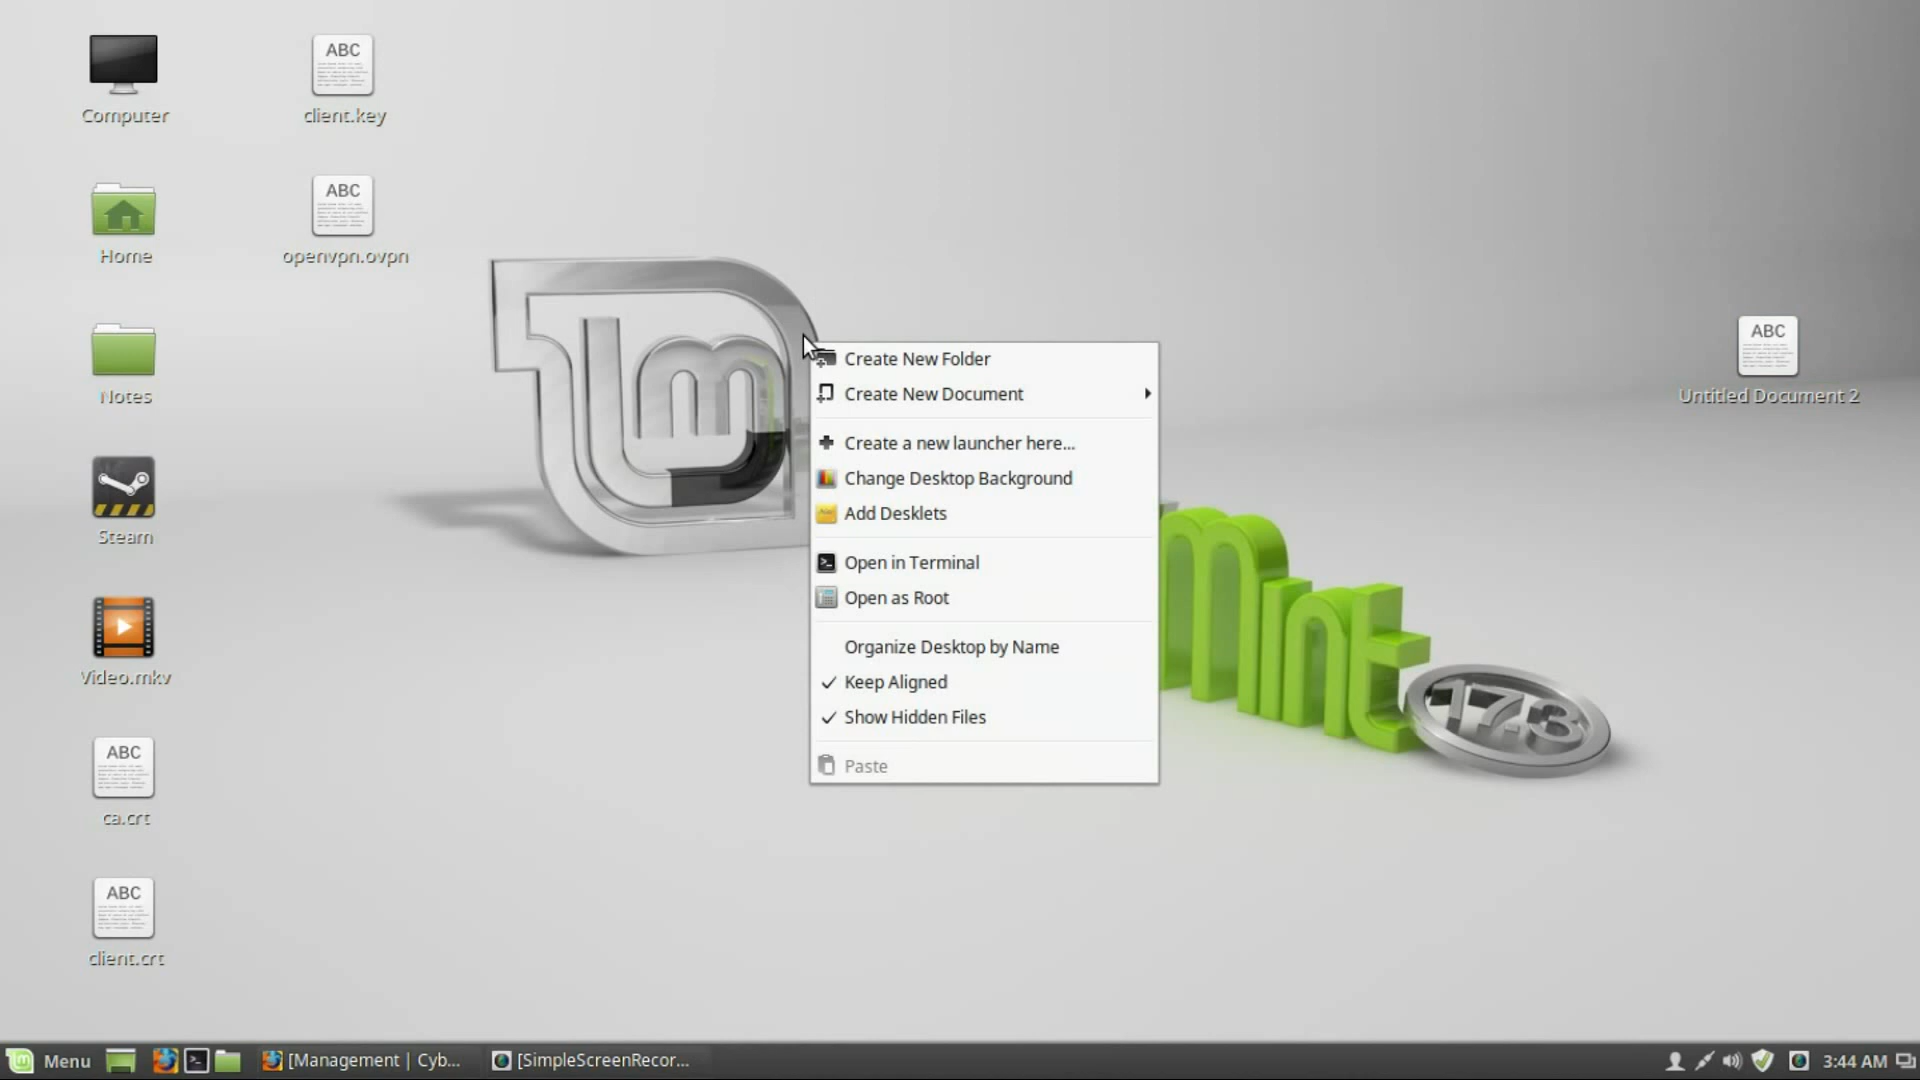 Computer
ABC
client.key
Home
ABC
openvpn.ovpn
Notes
ABC
Untitled Document 2
Steam
Video.mkv
ABC
ca.crt
ABC
client.crt
Create New Folder
Create New Document
Create a new launcher here...
Change Desktop Background
Add Desklets
Open in Terminal
Open as Root
Organize Desktop by Name
Keep Aligned
Show Hidden Files
Paste
lm
Mint
17.3
Menu
[Management | Cyb...
[SimpleScreenRecor...
3:44 AM